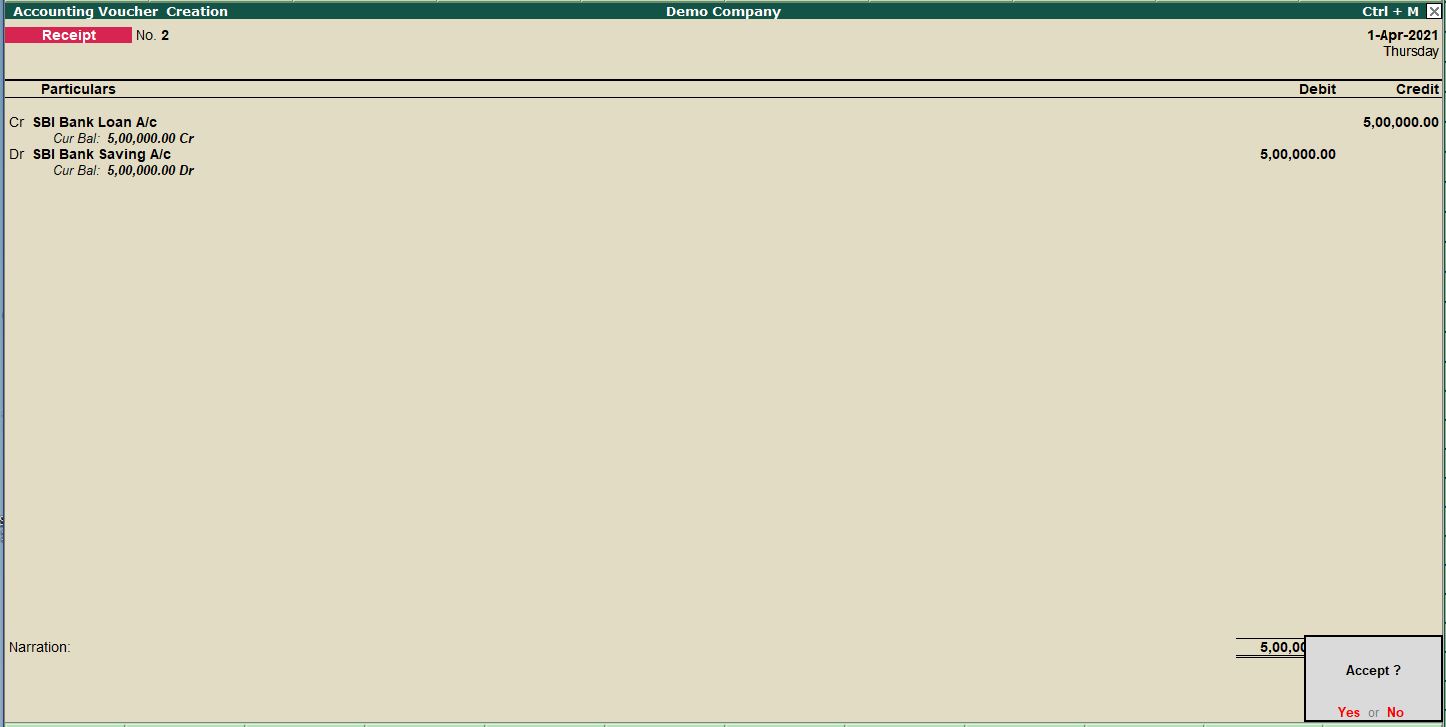 Accounting Voucher Creation Demo Company Ctrl + M
Receipt No. 2 1-Apr-2021
Thursday
Particulars Debit Credit
Cr SBI Bank Loan A/c 5,00,000.00
Cur Bal: 5,00,000.00 Cr
Dr SBI Bank Saving A/c 5,00,000.00
Cur Bal: 5,00,000.00 Dr
Narration: 5,00,00
Accept ?
Yes or No